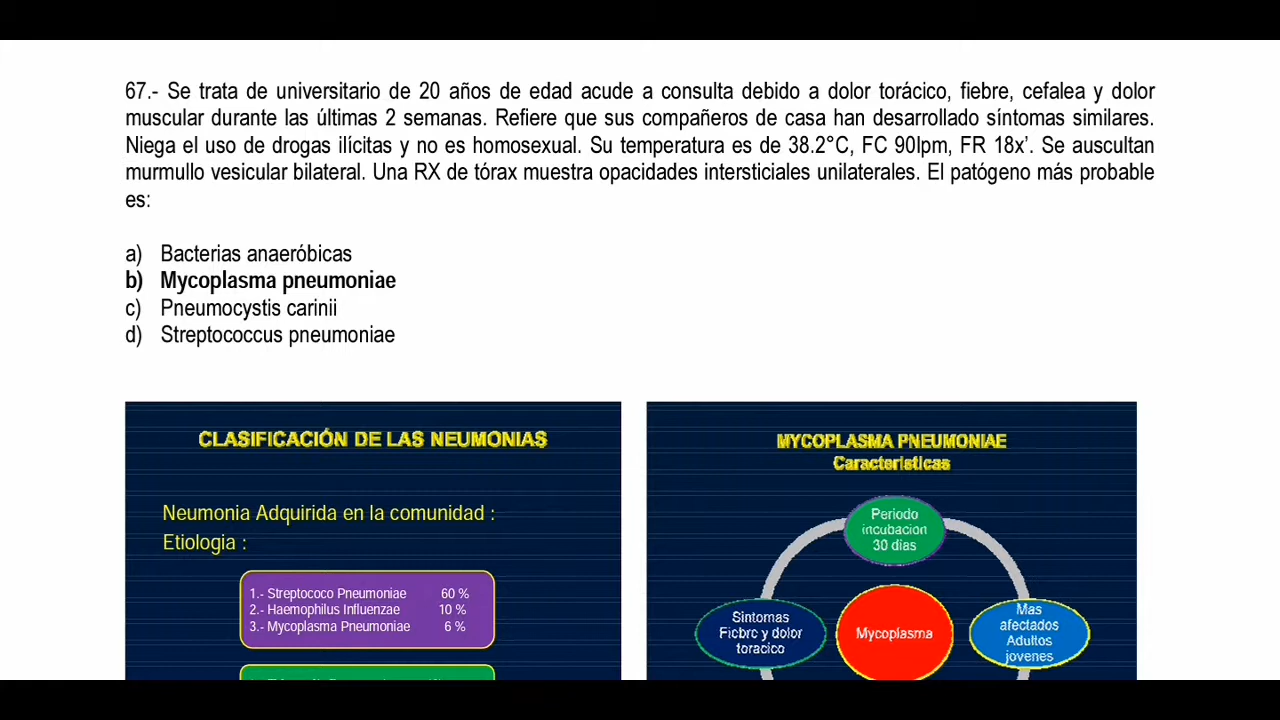 67.- Se trata de universitario de 20 años de edad acude a consulta debido a dolor torácico, fiebre, cefalea y dolor
muscular durante las últimas 2 semanas. Refiere que sus compañeros de casa han desarrollado síntomas similares.
Niega el uso de drogas ilícitas y no es homosexual. Su temperatura es de 38.2°C, FC 90lpm, FR 18x’. Se auscultan
murmullo vesicular bilateral. Una RX de tórax muestra opacidades intersticiales unilaterales. El patógeno más probable
es:
a) Bacterias anaeróbicas
b) Mycoplasma pneumoniae
c) Pneumocystis carinii
d) Streptococcus pneumoniae
CLASIFICACIÓN DE LAS NEUMONIAS
Neumonia Adquirida en la comunidad :
Etiologia :
1.- Streptococo Pneumoniae 60 %
2.- Haemophilus Influenzae 10 %
3.- Mycoplasma Pneumoniae 6 %
MYCOPLASMA PNEUMONIAE
Caracteristicas
Periodo
incubacion
30 dias
Sintomas
Fiebre y dolor
toracico
Mycoplasma
Mas
afectados
Adultos
jovenes